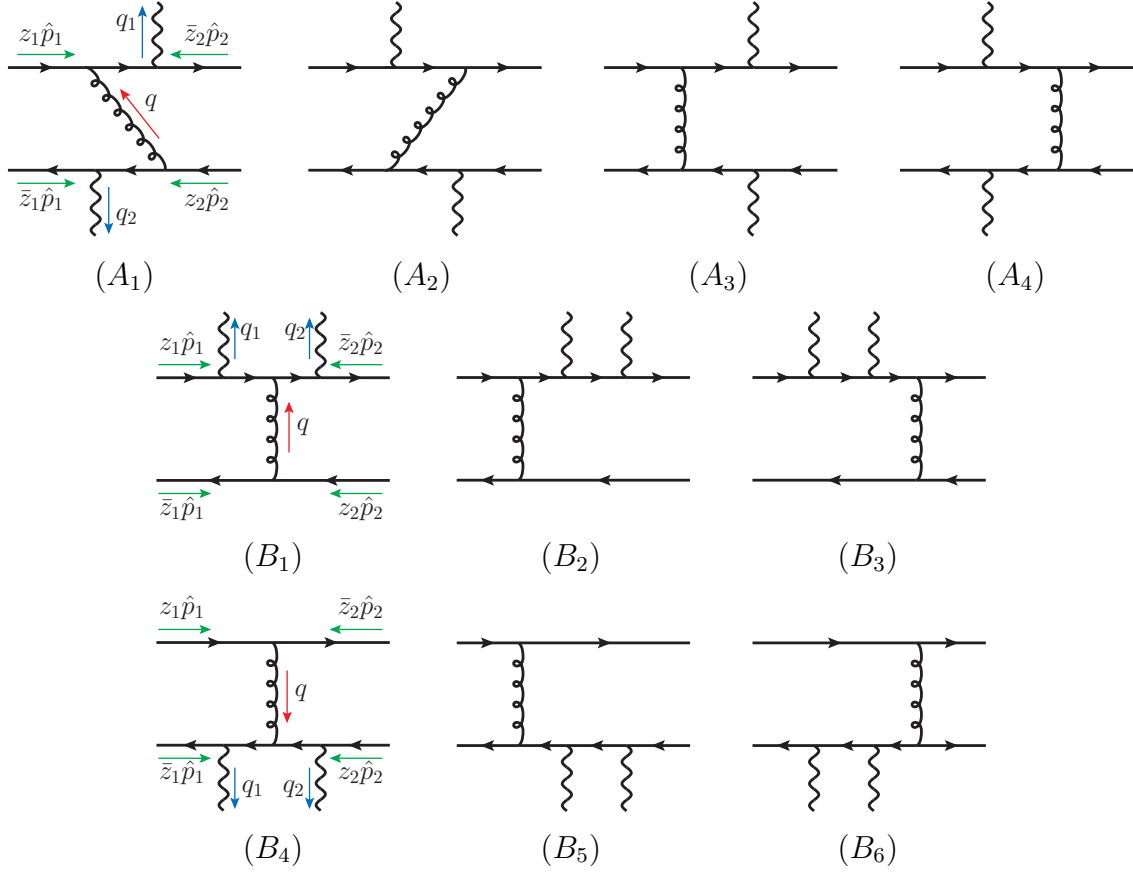 q₁
z₁p̂₁ z̄₂p̂₂
q
z̄₁p̂₁ q₂ z₂p̂₂
(A₁) (A₂) (A₃) (A₄)
z₁p̂₁ q₁ q₂ z̄₂p̂₂
q
z̄₁p̂₁ z₂p̂₂
(B₁) (B₂) (B₃)
z₁p̂₁ z̄₂p̂₂
q
z̄₁p̂₁ q₁ q₂ z₂p̂₂
(B₄) (B₅) (B₆)